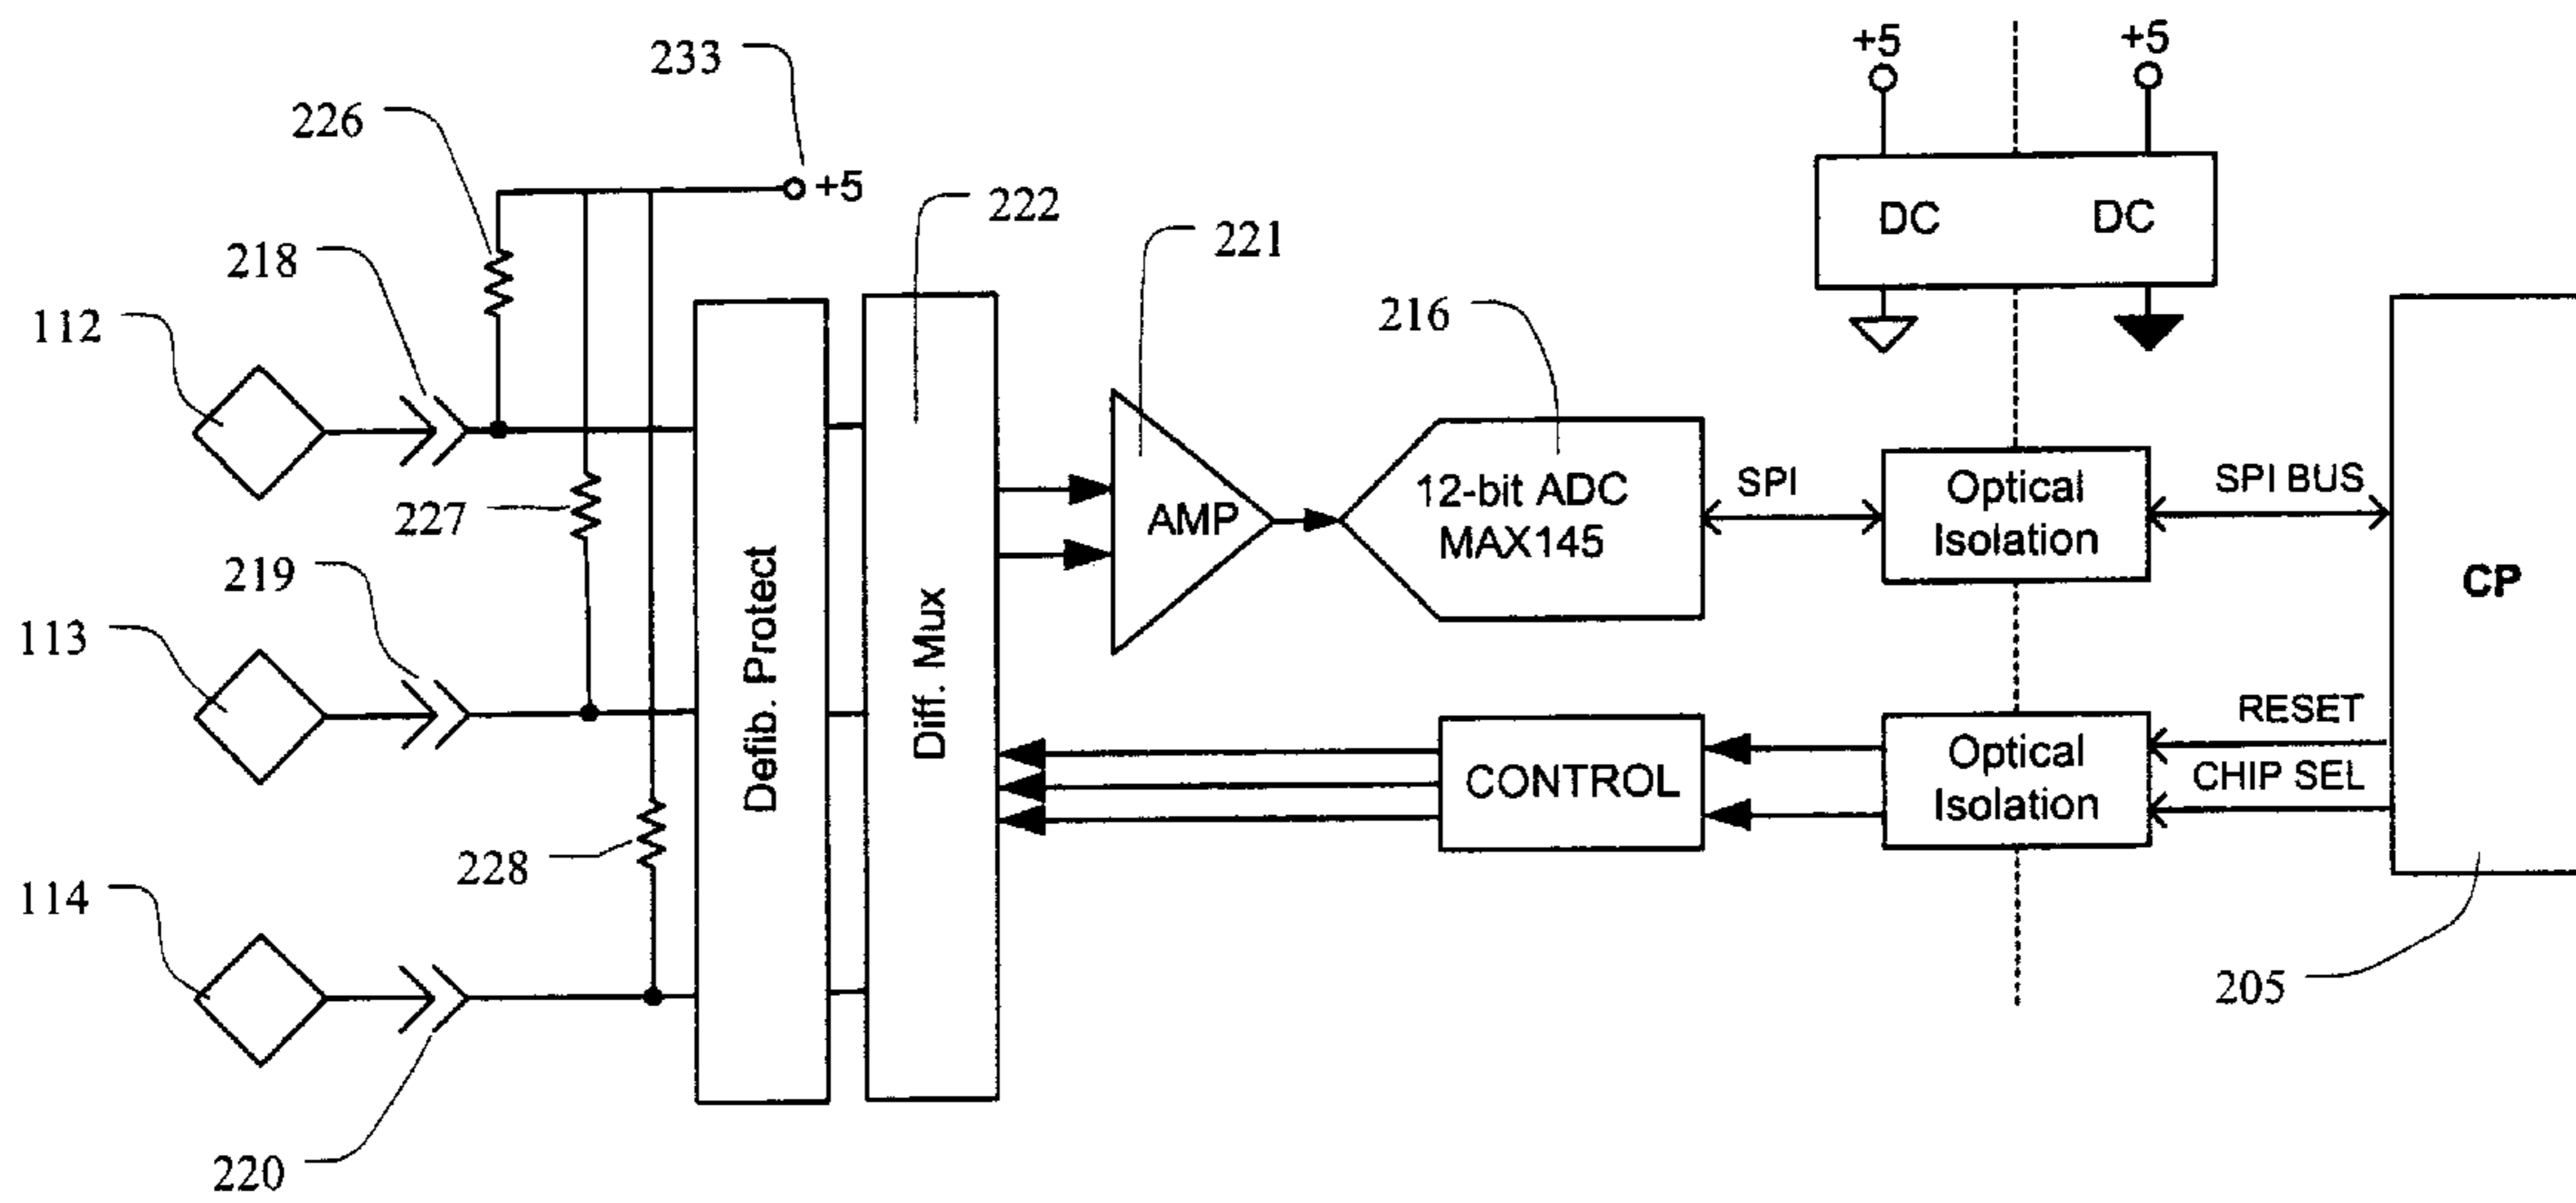 +5
+5
233
226
+5
222
218
221
DC
DC
112
216
12-bit ADC
MAX145
SPI
Optical
Isolation
SPI BUS
AMP
227
219
CP
113
Defib. Protect
Diff. Mux
RESET
CHIP SEL
CONTROL
Optical
Isolation
228
114
205
220